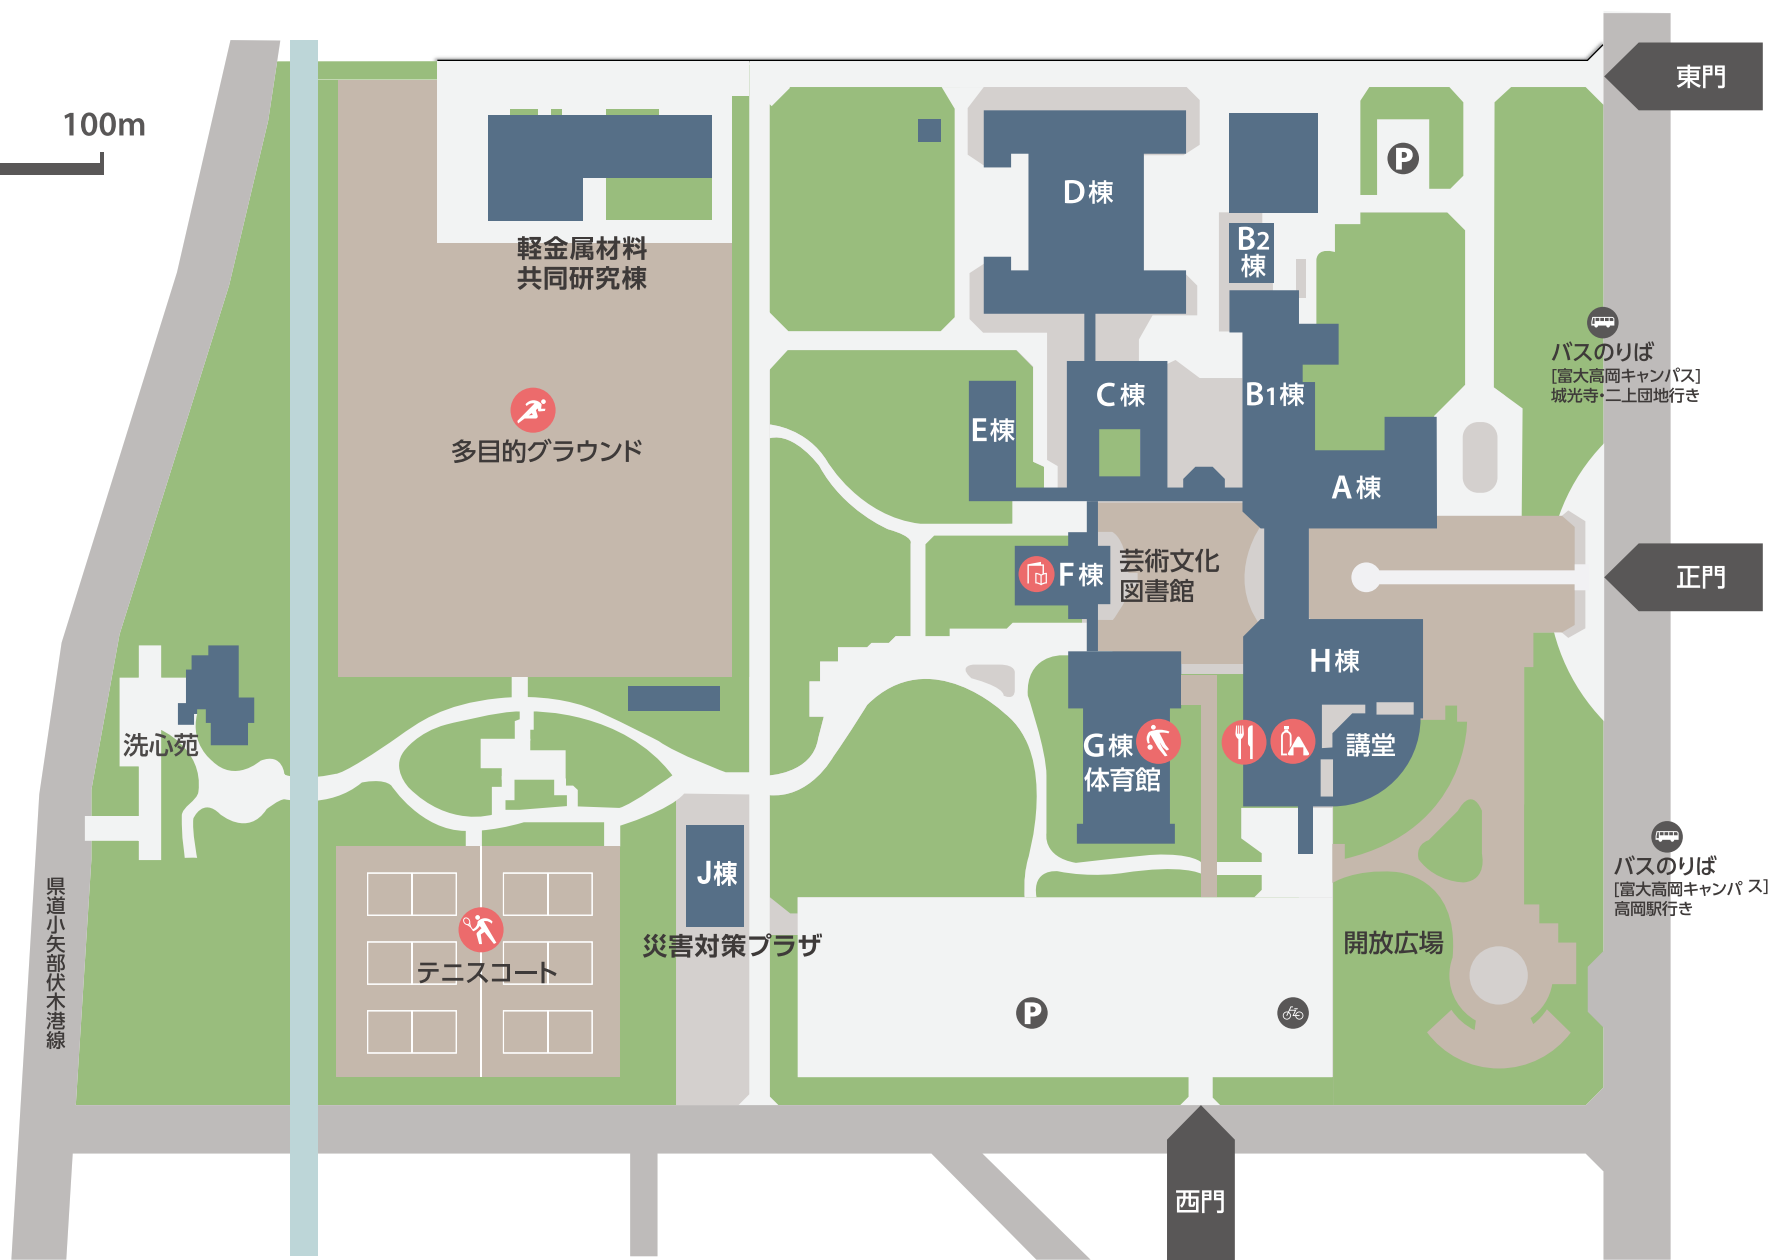 東門
100m
P
D棟
B2
棟
軽金属材料
共同研究棟
バスのりば
[富大高岡キャンパス]
城光寺・二上団地行き
C棟
B1棟
E棟
多目的グラウンド
A棟
芸術文化
図書館
F棟
正門
H棟
洗心苑
G棟
体育館
講堂
バスのりば
[富大高岡キャンパス]
高岡駅行き
J棟
県道小矢部伏木港線
災害対策プラザ
開放広場
テニスコート
P
西門